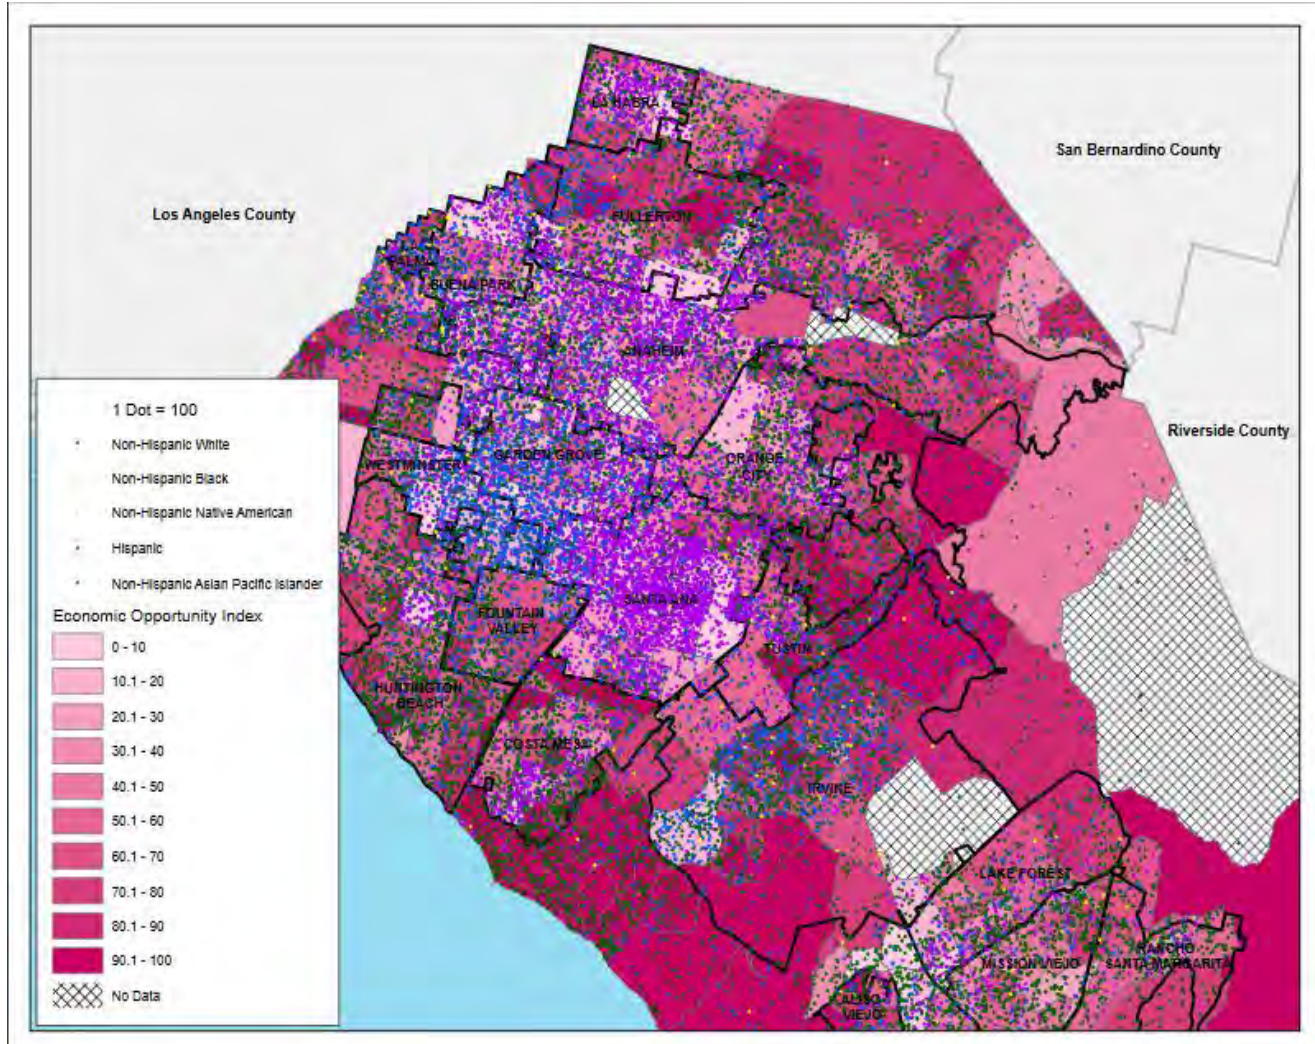 San Bernardino County
Los Angeles County
Riverside County
LA HABRA
FULLERTON
PALMA
BUENA PARK
ANAHEIM
WESTMINSTER
GARDEN GROVE
ORANGE
CITY
SANTA ANA
FOUNTAIN
VALLEY
TUSTIN
HUNTINGTON
BEACH
COSTA MESA
IRVINE
LAKE FOREST
MISSION VIEJO
RANCHO
SANTA MARGARITA
ALISO
VIEJO
1 Dot = 100
Non-Hispanic White
Non-Hispanic Black
Non-Hispanic Native American
Hispanic
Non-Hispanic Asian Pacific Islander
Economic Opportunity Index
0 - 10
10.1 - 20
20.1 - 30
30.1 - 40
40.1 - 50
50.1 - 60
60.1 - 70
70.1 - 80
80.1 - 90
90.1 - 100
No Data